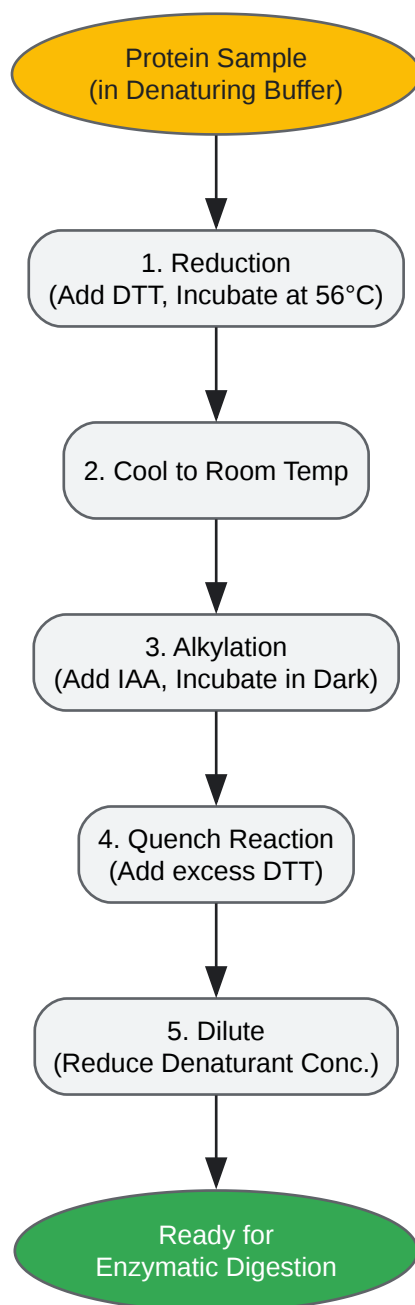 Protein Sample
(in Denaturing Buffer)
1. Reduction
(Add DTT, Incubate at 56°C)
2. Cool to Room Temp
3. Alkylation
(Add IAA, Incubate in Dark)
4. Quench Reaction
(Add excess DTT)
5. Dilute
(Reduce Denaturant Conc.)
Ready for
Enzymatic Digestion